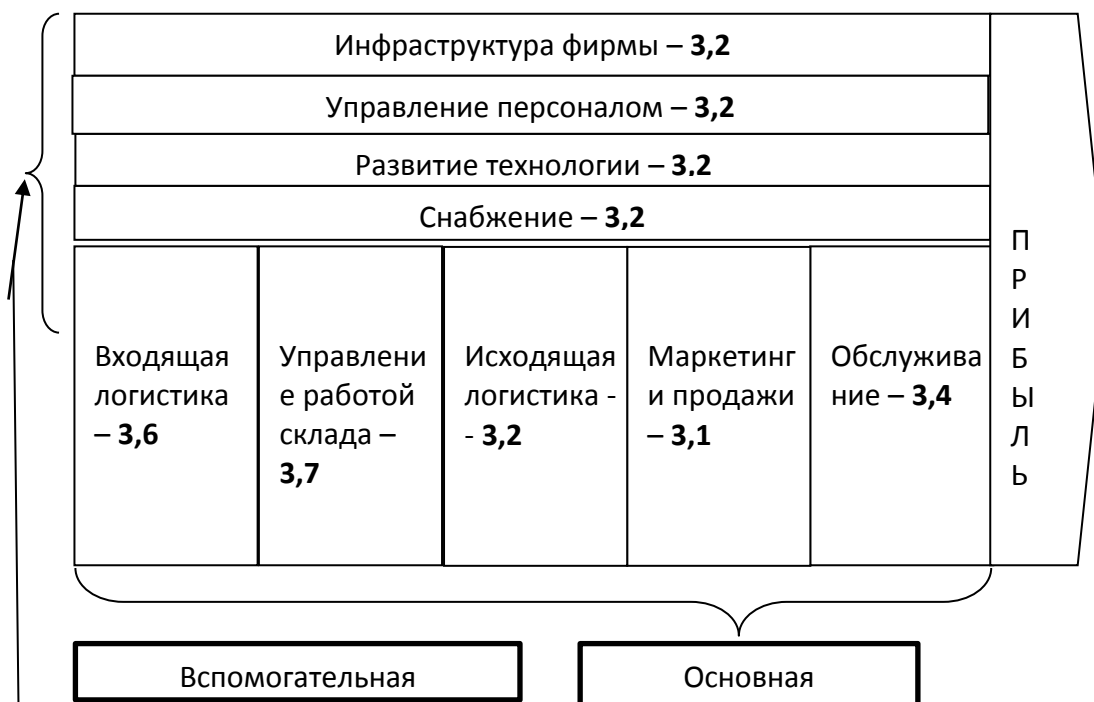 Инфраструктура фирмы – 3,2
Управление персоналом – 3,2
Развитие технологии – 3,2
Снабжение – 3,2
Входящая
логистика
– 3,6
Управлени
е работой
склада –
3,7
Исходящая
логистика -
- 3,2
Маркетинг
и продажи
– 3,1
Обслужива
ние – 3,4
П
Р
И
Б
Ы
Л
Ь
Вспомогательная
Основная